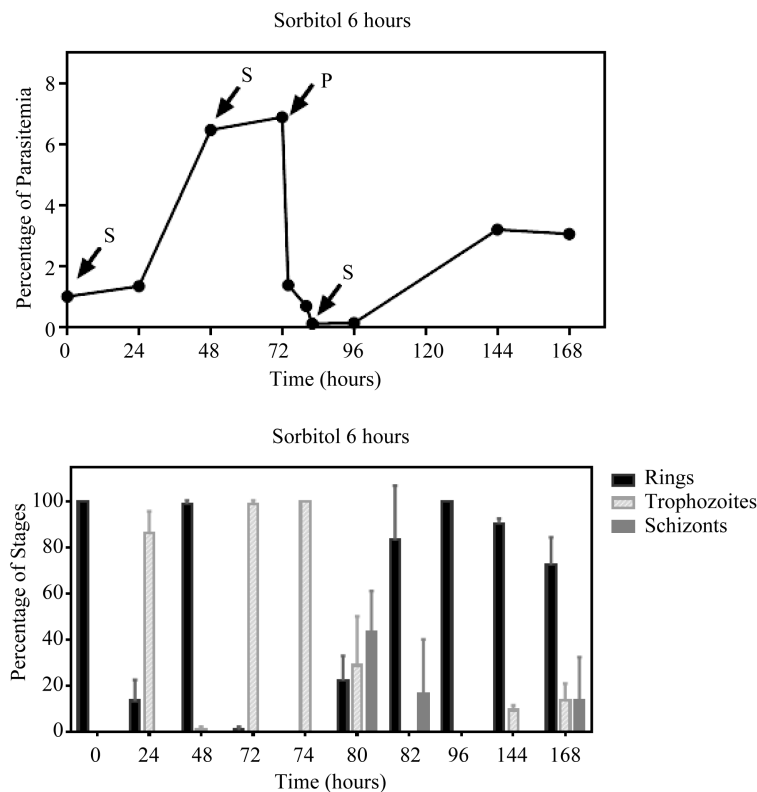 Sorbitol 6 hours
Percentage of Parasitemia
8
6
4
2
0
S
S
P
S
0 24 48 72 96 120 144 168
Time (hours)
Sorbitol 6 hours
Percentage of Stages
100
80
60
40
20
0
0 24 48 72 74 80 82 96 144 168
Time (hours)
Rings
Trophozoites
Schizonts